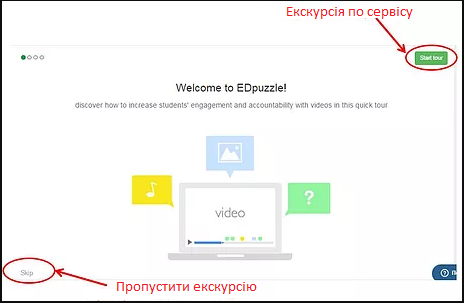 Екскурсія по сервісу
Start tour
Welcome to EDpuzzle!
discover how to increase students' engagement and accountability with videos in this quick tour
?
video
Skip
Пропустити екскурсію
?